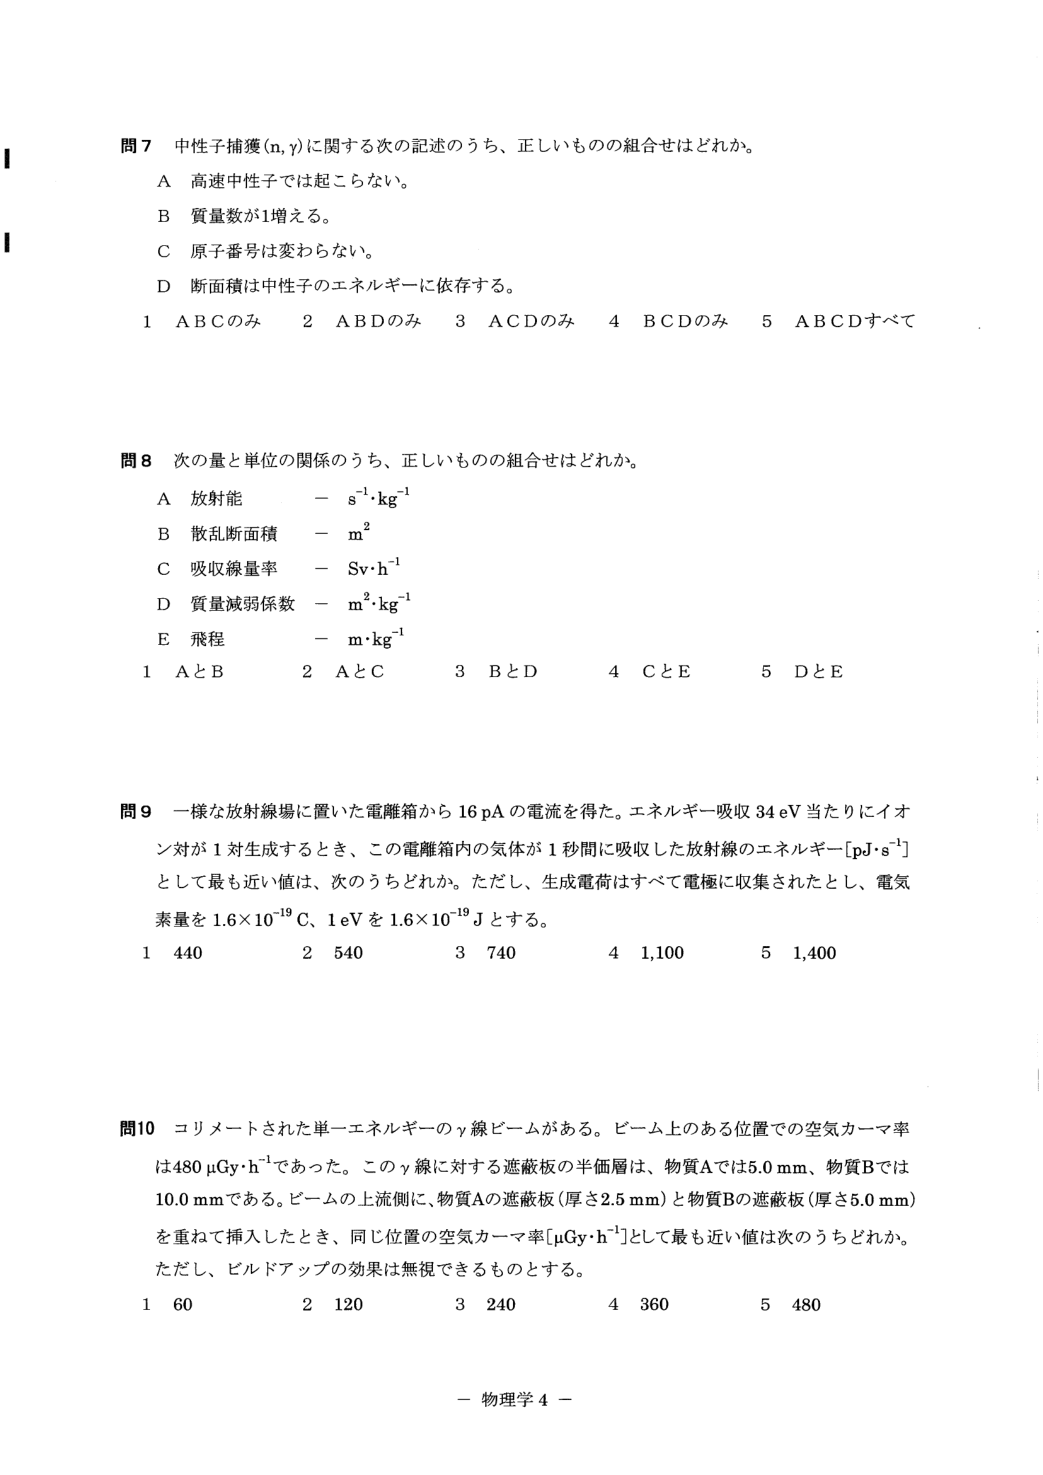 問7 中性子捕獲(n, γ)に関する次の記述のうち、正しいものの組合せはどれか。
A 高速中性子では起こらない。
B 質量数が1増える。
C 原子番号は変わらない。
D 断面積は中性子のエネルギーに依存する。
1 ABCのみ 2 ABDのみ 3 ACDのみ 4 BCDのみ 5 ABCDすべて
問8 次の量と単位の関係のうち、正しいものの組合せはどれか。
A 放射能 － s⁻¹·kg⁻¹
B 散乱断面積 － m²
C 吸収線量率 － Sv·h⁻¹
D 質量減弱係数 － m²·kg⁻¹
E 飛程 － m·kg⁻¹
1 AとB 2 AとC 3 BとD 4 CとE 5 DとE
問9 一様な放射線場に置いた電離箱から 16 pA の電流を得た。エネルギー吸収 34 eV 当たりにイオ
ン対が 1 対生成するとき、この電離箱内の気体が 1 秒間に吸収した放射線のエネルギー[pJ·s⁻¹]
として最も近い値は、次のうちどれか。ただし、生成電荷はすべて電極に収集されたとし、電気
素量を 1.6×10⁻¹⁹ C、1 eV を 1.6×10⁻¹⁹ J とする。
1 440 2 540 3 740 4 1,100 5 1,400
問10 コリメートされた単一エネルギーのγ線ビームがある。ビーム上のある位置での空気カーマ率
は480 μGy·h⁻¹であった。このγ線に対する遮蔽板の半価層は、物質Aでは5.0 mm、物質Bでは
10.0 mmである。ビームの上流側に、物質Aの遮蔽板(厚さ2.5 mm)と物質Bの遮蔽板(厚さ5.0 mm)
を重ねて挿入したとき、同じ位置の空気カーマ率[μGy·h⁻¹]として最も近い値は次のうちどれか。
ただし、ビルドアップの効果は無視できるものとする。
1 60 2 120 3 240 4 360 5 480
－ 物理学 4 －